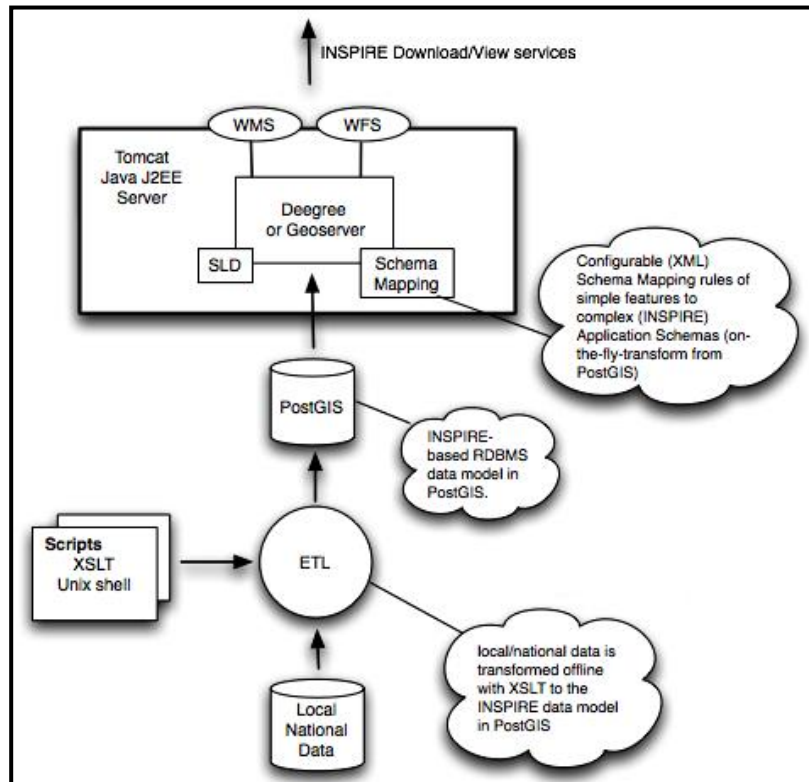 INSPIRE Download/View services
WMS
WFS
Tomcat
Java J2EE
Server
Deegree
or Geoserver
SLD
Schema
Mapping
Configurable (XML)
Schema Mapping rules of
simple features to
complex (INSPIRE)
Application Schemas (on-
the-fly-transform from
PostGIS)
PostGIS
INSPIRE-
based RDBMS
data model in
PostGIS.
Scripts
XSLT
Unix shell
ETL
local/national data is
transformed offline
with XSLT to the
INSPIRE data model
in PostGIS
Local
National
Data